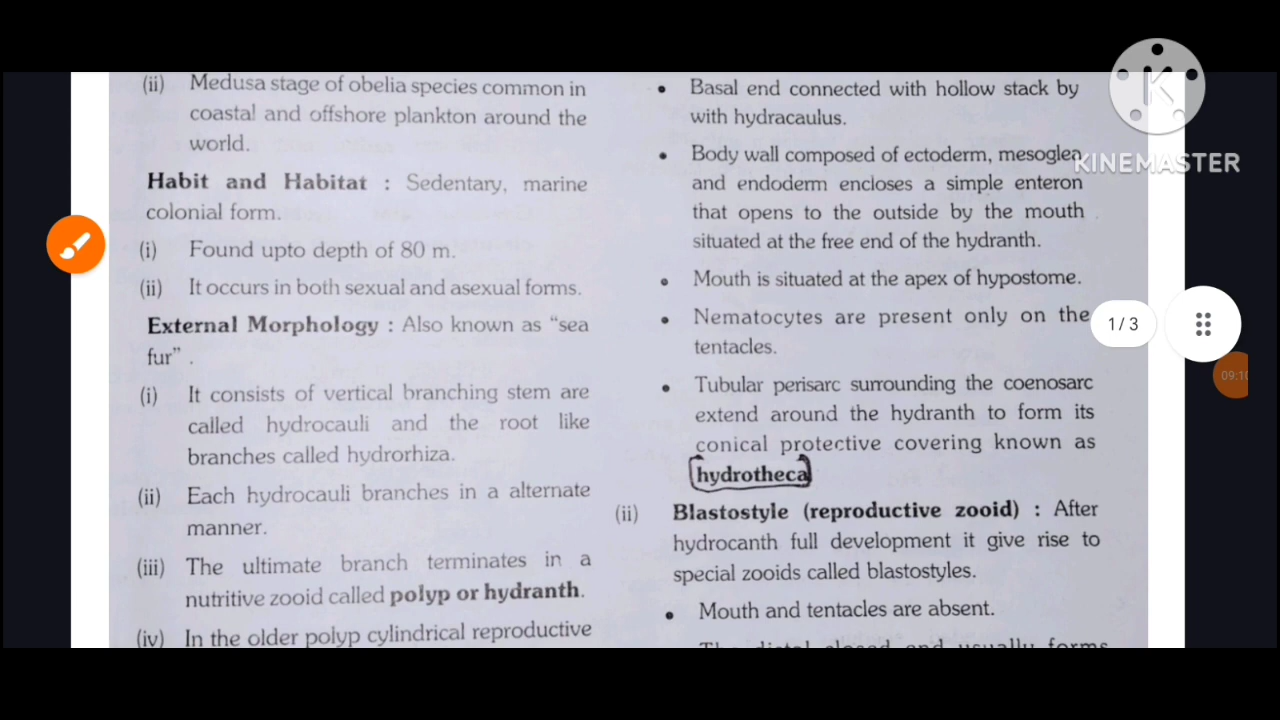 (ii) Medusa stage of obelia species common in
coastal and offshore plankton around the
world.
Habit and Habitat : Sedentary, marine
colonial form.
(i) Found upto depth of 80 m.
(ii) It occurs in both sexual and asexual forms.
External Morphology : Also known as “sea
fur” .
(i) It consists of vertical branching stem are
called hydrocauli and the root like
branches called hydrorhiza.
(ii) Each hydrocauli branches in a alternate
manner.
(iii) The ultimate branch terminates in a
nutritive zooid called polyp or hydranth.
(iv) In the older polyp cylindrical reproductive
• Basal end connected with hollow stack by
with hydracaulus.
• Body wall composed of ectoderm, mesoglea
and endoderm encloses a simple enteron
that opens to the outside by the mouth
situated at the free end of the hydranth.
• Mouth is situated at the apex of hypostome.
• Nematocytes are present only on the
tentacles.
• Tubular perisarc surrounding the coenosarc
extend around the hydranth to form its
conical protective covering known as
hydrotheca
(ii) Blastostyle (reproductive zooid) : After
hydrocanth full development it give rise to
special zooids called blastostyles.
• Mouth and tentacles are absent.
The distal closed end usually forms
K
KINEMASTER
1 / 3
09:10